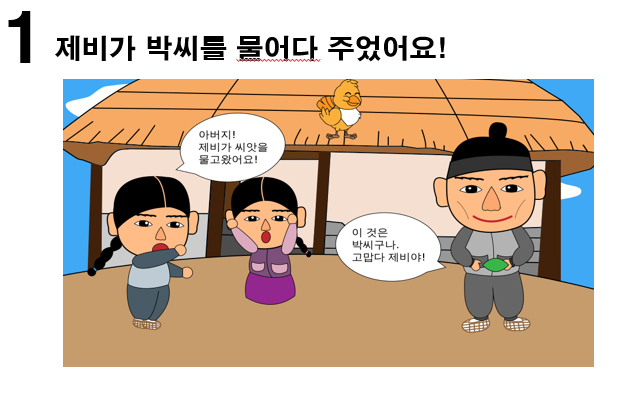 1 제비가 박씨를 물어다 주었어요!
아버지!
제비가 씨앗을
물고왔어요!
이 것은
박씨구나.
고맙다 제비야!